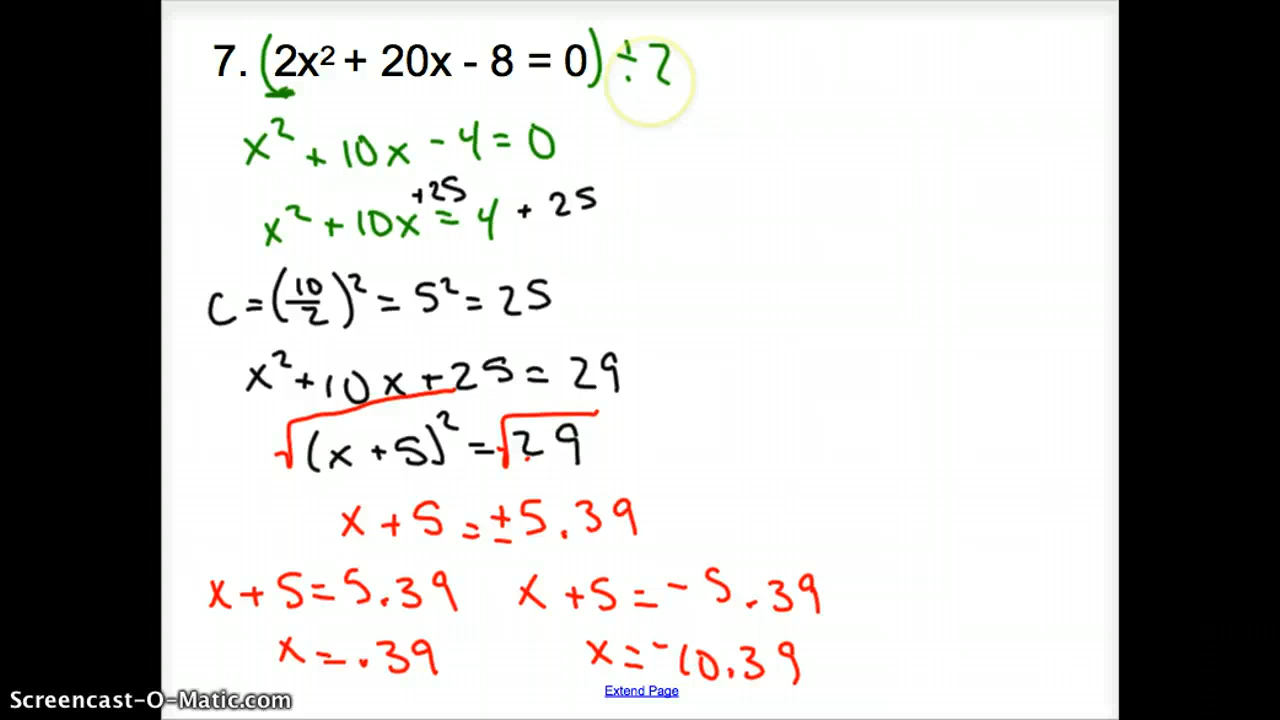 7. (2x² + 20x - 8 = 0) ÷ 2
x² + 10x - 4 = 0
+25
x² + 10x = 4 + 25
C = (10/2)² = 5² = 25
x² + 10x + 25 = 29
√(x + 5)² = √29
x + 5 = ± 5.39
x + 5 = 5.39 x + 5 = - 5.39
x = .39 x = -10.39
Extend Page
Screencast-O-Matic.com